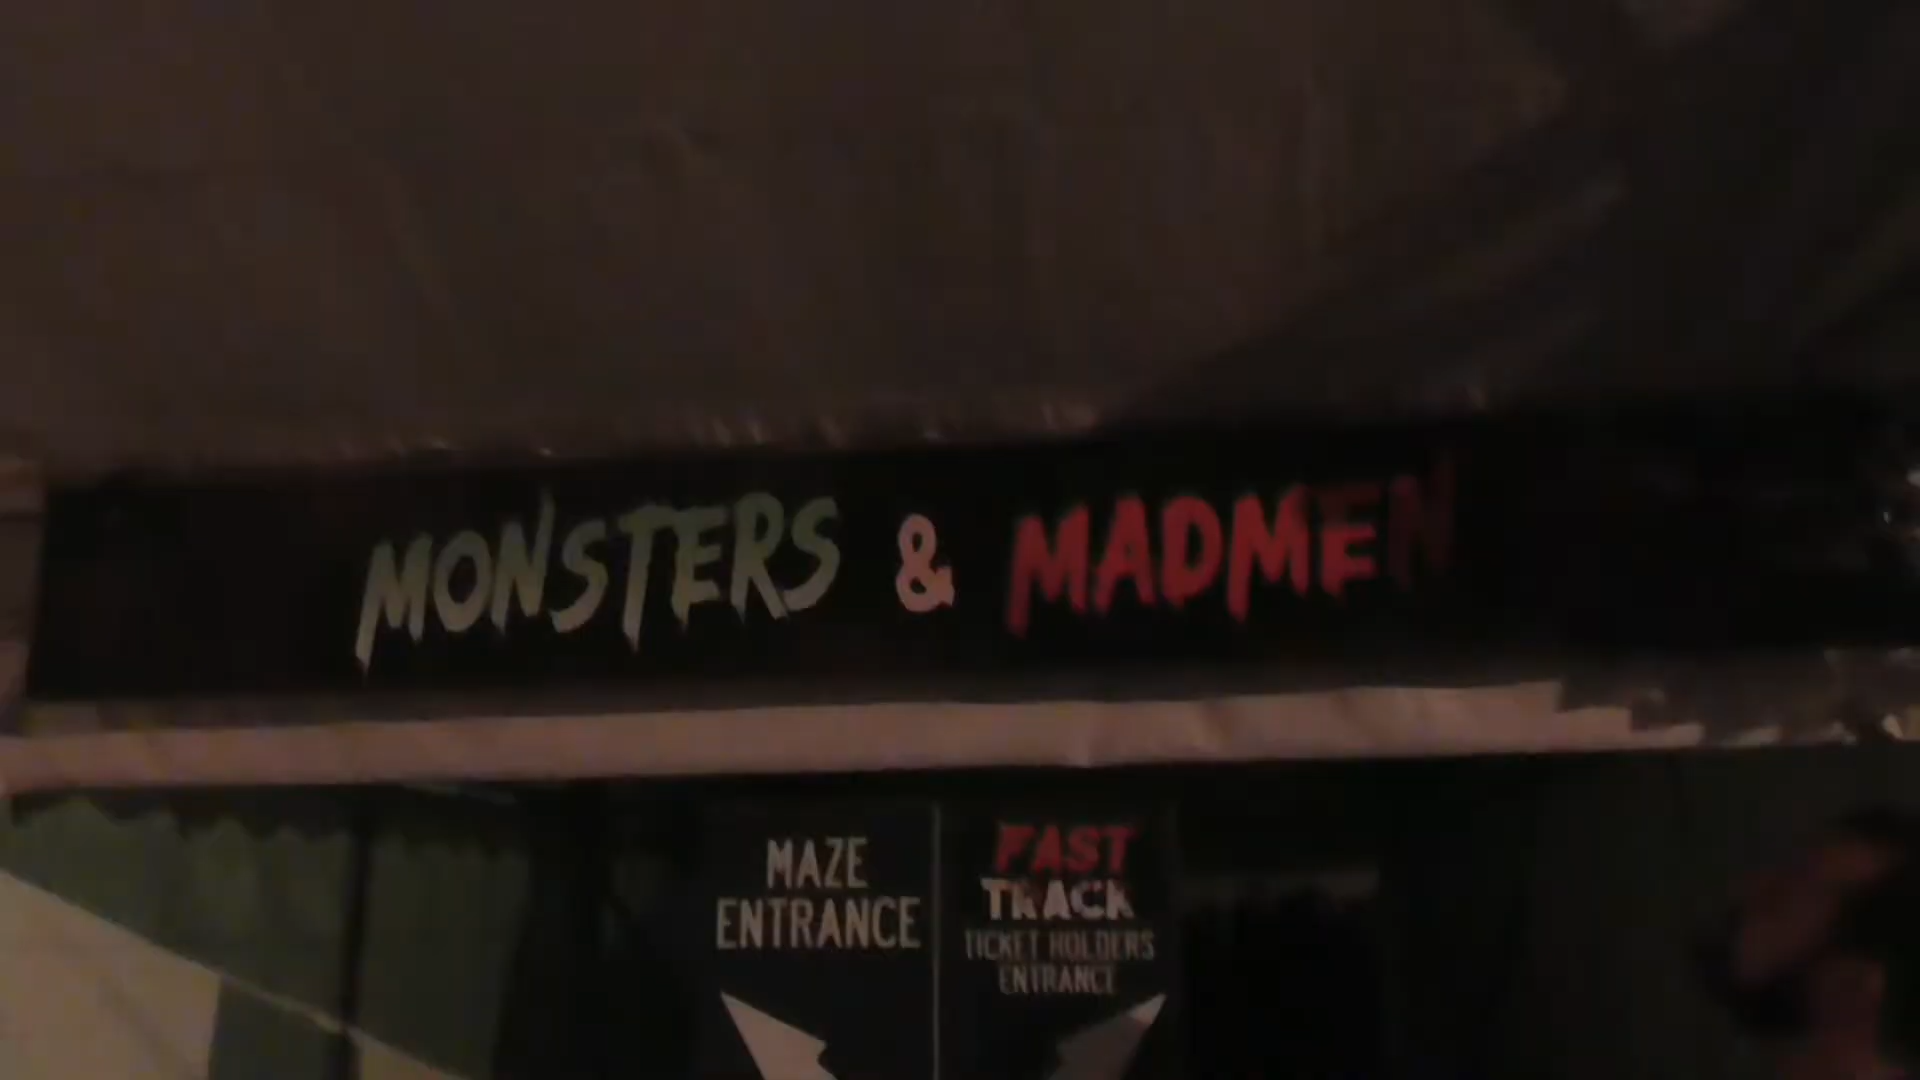 MONSTERS & MADMEN
MAZE
ENTRANCE
FAST
TRACK
TICKET HOLDERS
ENTRANCE